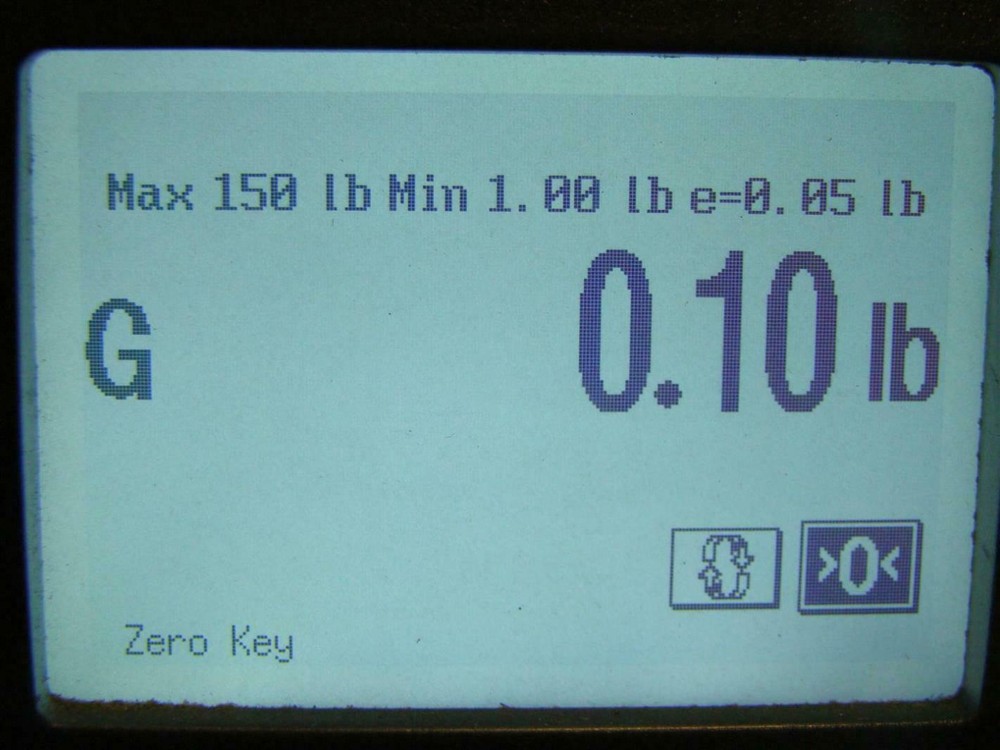 Max 150 lb Min 1.00 lb e=0.05 lb
G 0.10 lb
>0<
Zero Key